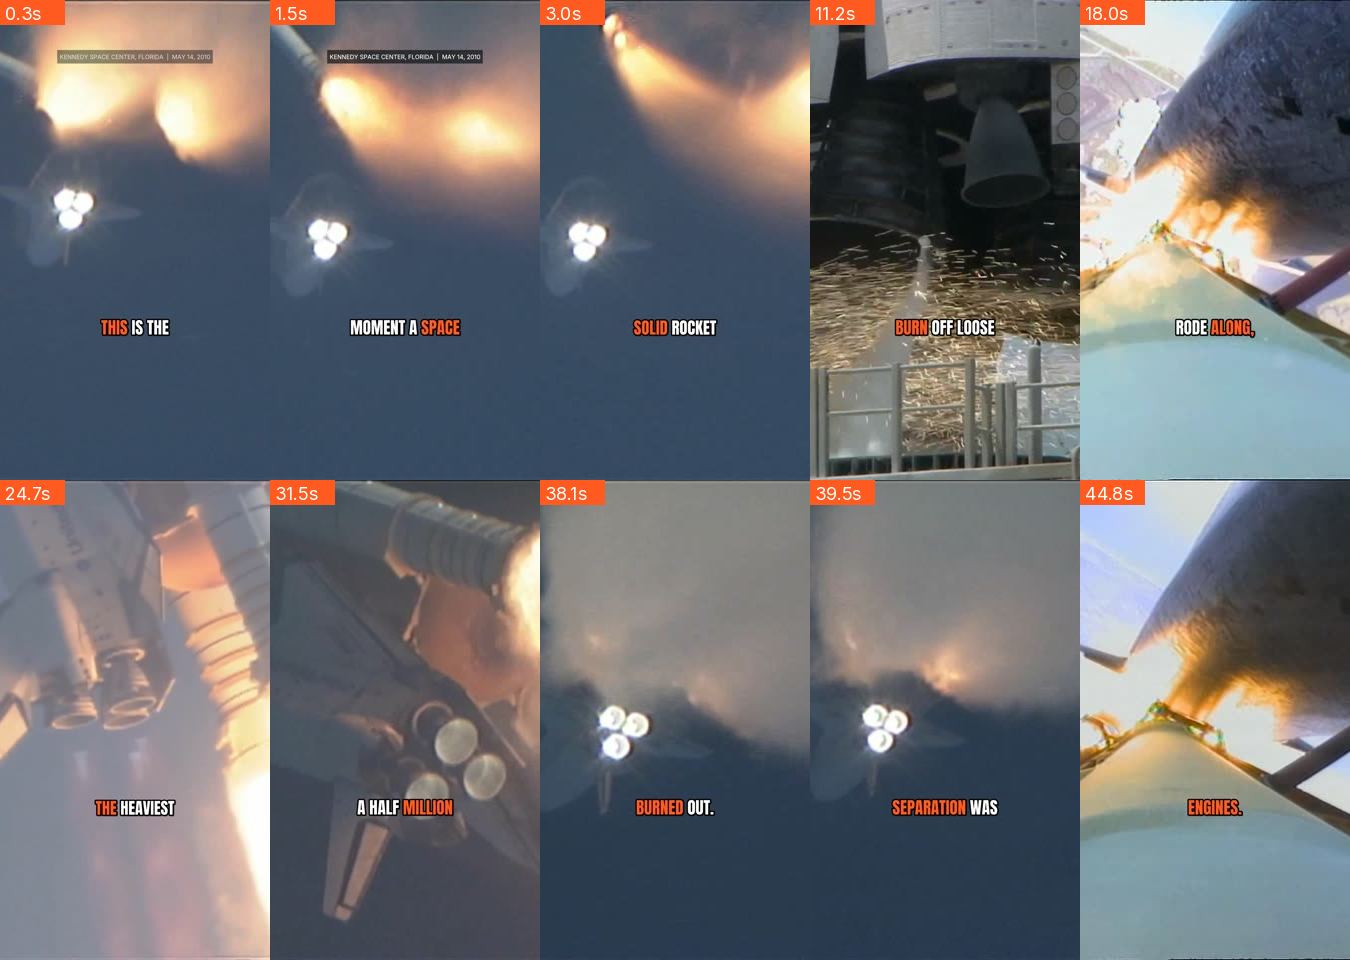 0.3s
KENNEDY SPACE CENTER, FLORIDA | MAY 14, 2010
THIS IS THE
1.5s
KENNEDY SPACE CENTER, FLORIDA | MAY 14, 2010
MOMENT A SPACE
3.0s
SOLID ROCKET
11.2s
BURN OFF LOOSE
18.0s
RODE ALONG,
24.7s
THE HEAVIEST
31.5s
A HALF MILLION
38.1s
BURNED OUT.
39.5s
SEPARATION WAS
44.8s
ENGINES.